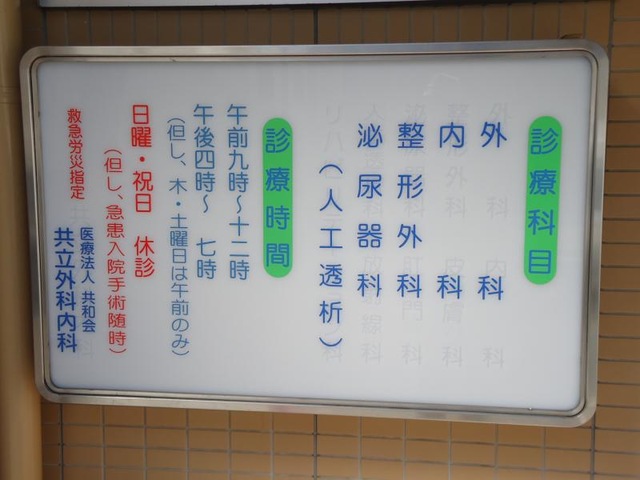 診療科目
外科
内科
整形外科
泌尿器科
（人工透析）
診療時間
午前九時〜十二時
午後四時〜 七時
（但し、木・土曜日は午前のみ）
日曜・祝日 休診
（但し、急患入院手術随時）
救急労災指定
医療法人 共和会
共立外科内科